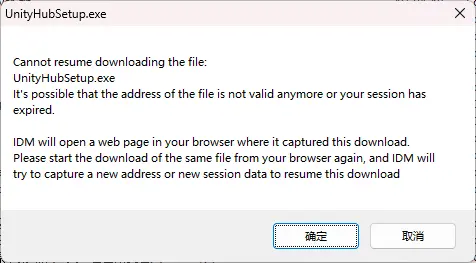 UnityHubSetup.exe
Cannot resume downloading the file:
UnityHubSetup.exe
It's possible that the address of the file is not valid anymore or your session has
expired.
IDM will open a web page in your browser where it captured this download.
Please start the download of the same file from your browser again, and IDM will
try to capture a new address or new session data to resume this download
确定
取消